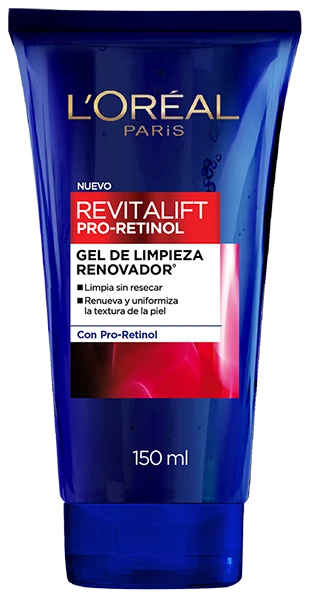 L'ORÉAL
PARIS
NUEVO
REVITALIFT
PRO-RETINOL
GEL DE LIMPIEZA
RENOVADOR°
■ Limpia sin resecar
■ Renueva y uniformiza
la textura de la piel
Con Pro-Retinol
150 ml